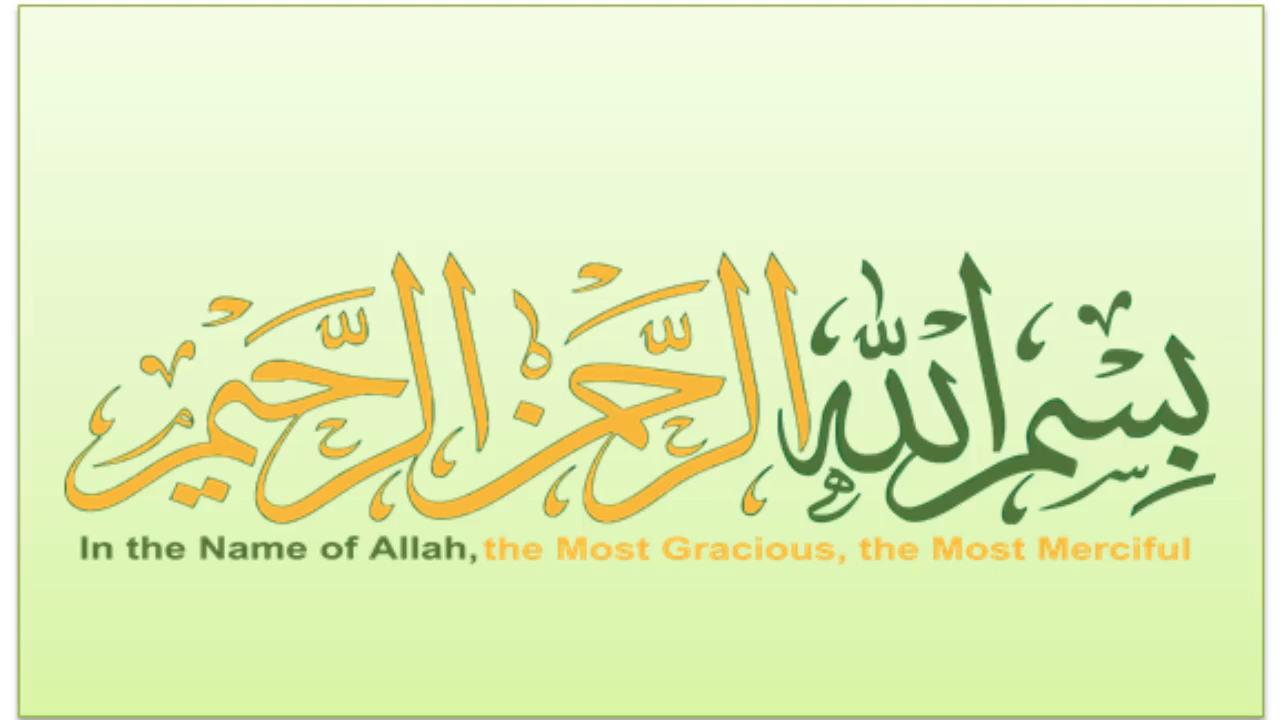 بسم الله الرحمن الرحيم
In the Name of Allah, the Most Gracious, the Most Merciful